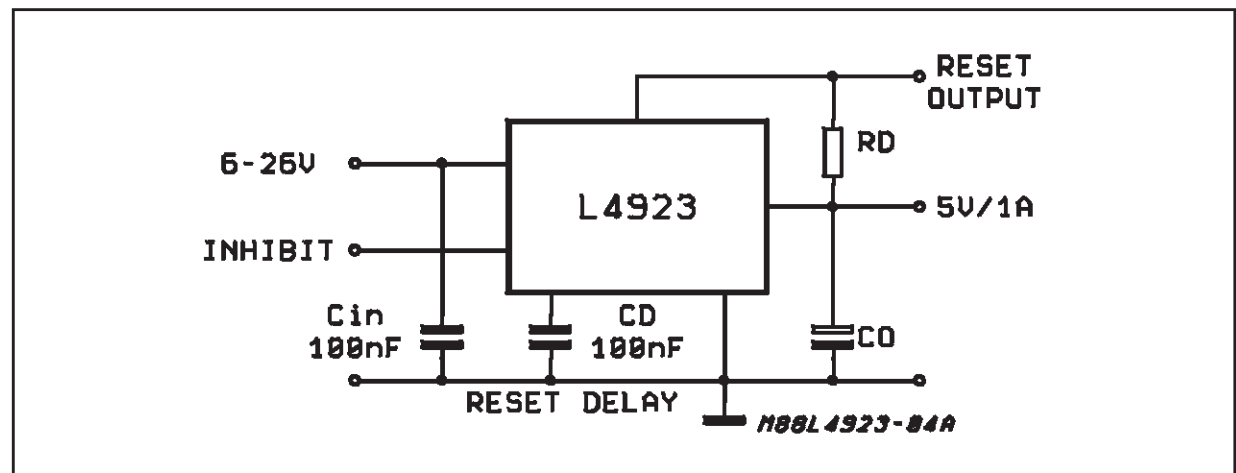 RESET
OUTPUT
RD
6-26V
L4923
5V/1A
INHIBIT
Cin
100nF
CD
100nF
CO
RESET DELAY
M88L4923-04A